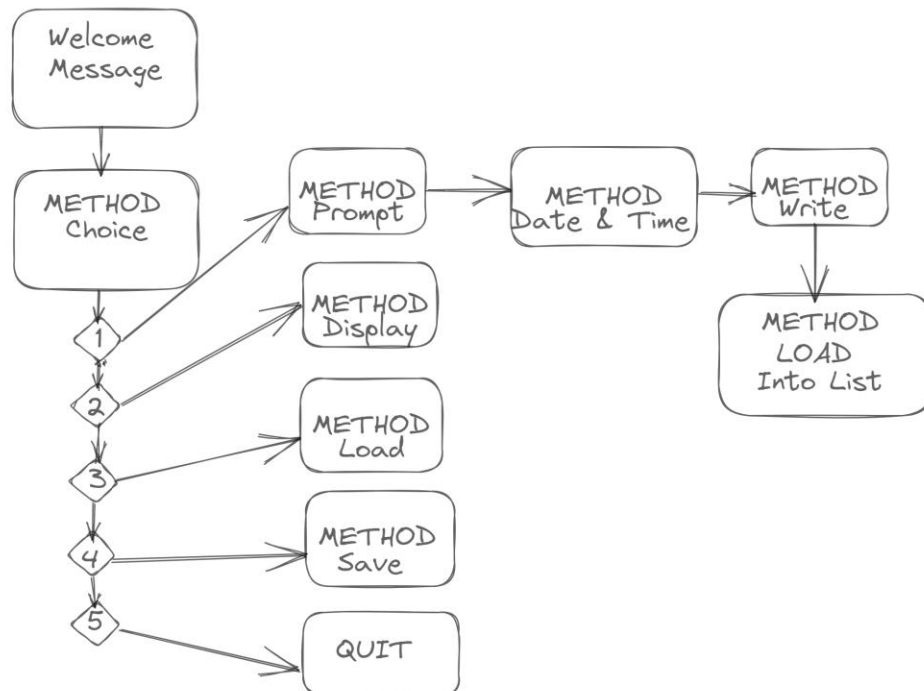 Welcome
Message
METHOD
Choice
1
METHOD
Prompt
METHOD
Date & Time
METHOD
Write
METHOD
LOAD
Into List
2
METHOD
Display
3
METHOD
Load
4
METHOD
Save
5
QUIT